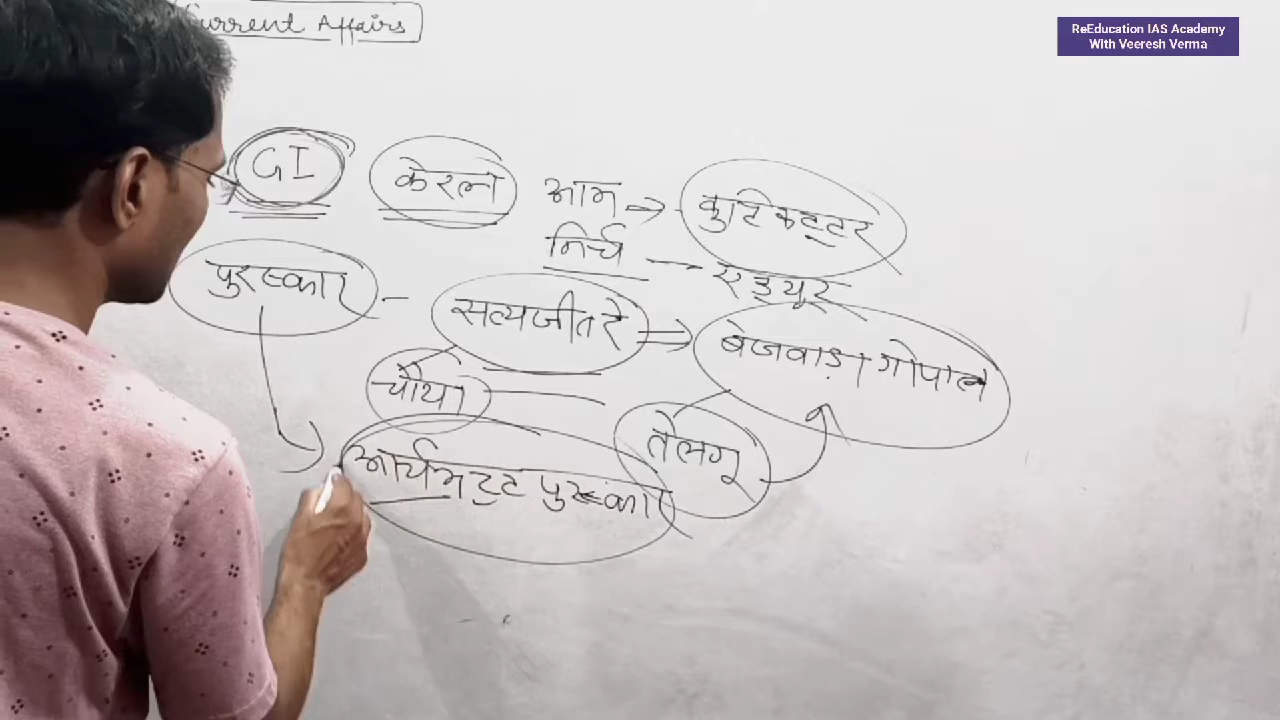 Current Affairs
ReEducation IAS Academy
With Veeresh Verma
GI केरल आम → कुटिकट्टर
मिर्च — एड्यूर
पुरस्कार - सत्यजीत रे ⇒ बेजवाड़ा गोपाल
चौथा
तेलगू
आर्यभट्ट पुरस्कार